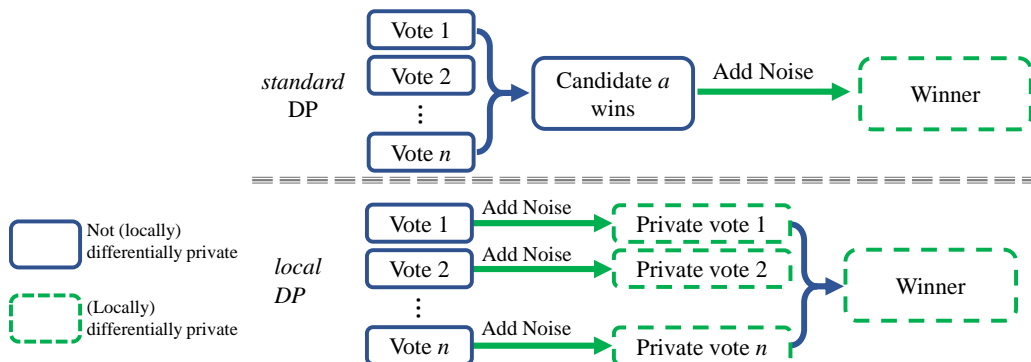 Vote 1
Vote 2
⋮
Vote n
standard
DP
Candidate a
wins
Add Noise
Winner
Not (locally)
differentially private
(Locally)
differentially private
local
DP
Vote 1
Add Noise
Private vote 1
Vote 2
Add Noise
Private vote 2
⋮
Vote n
Add Noise
Private vote n
Winner